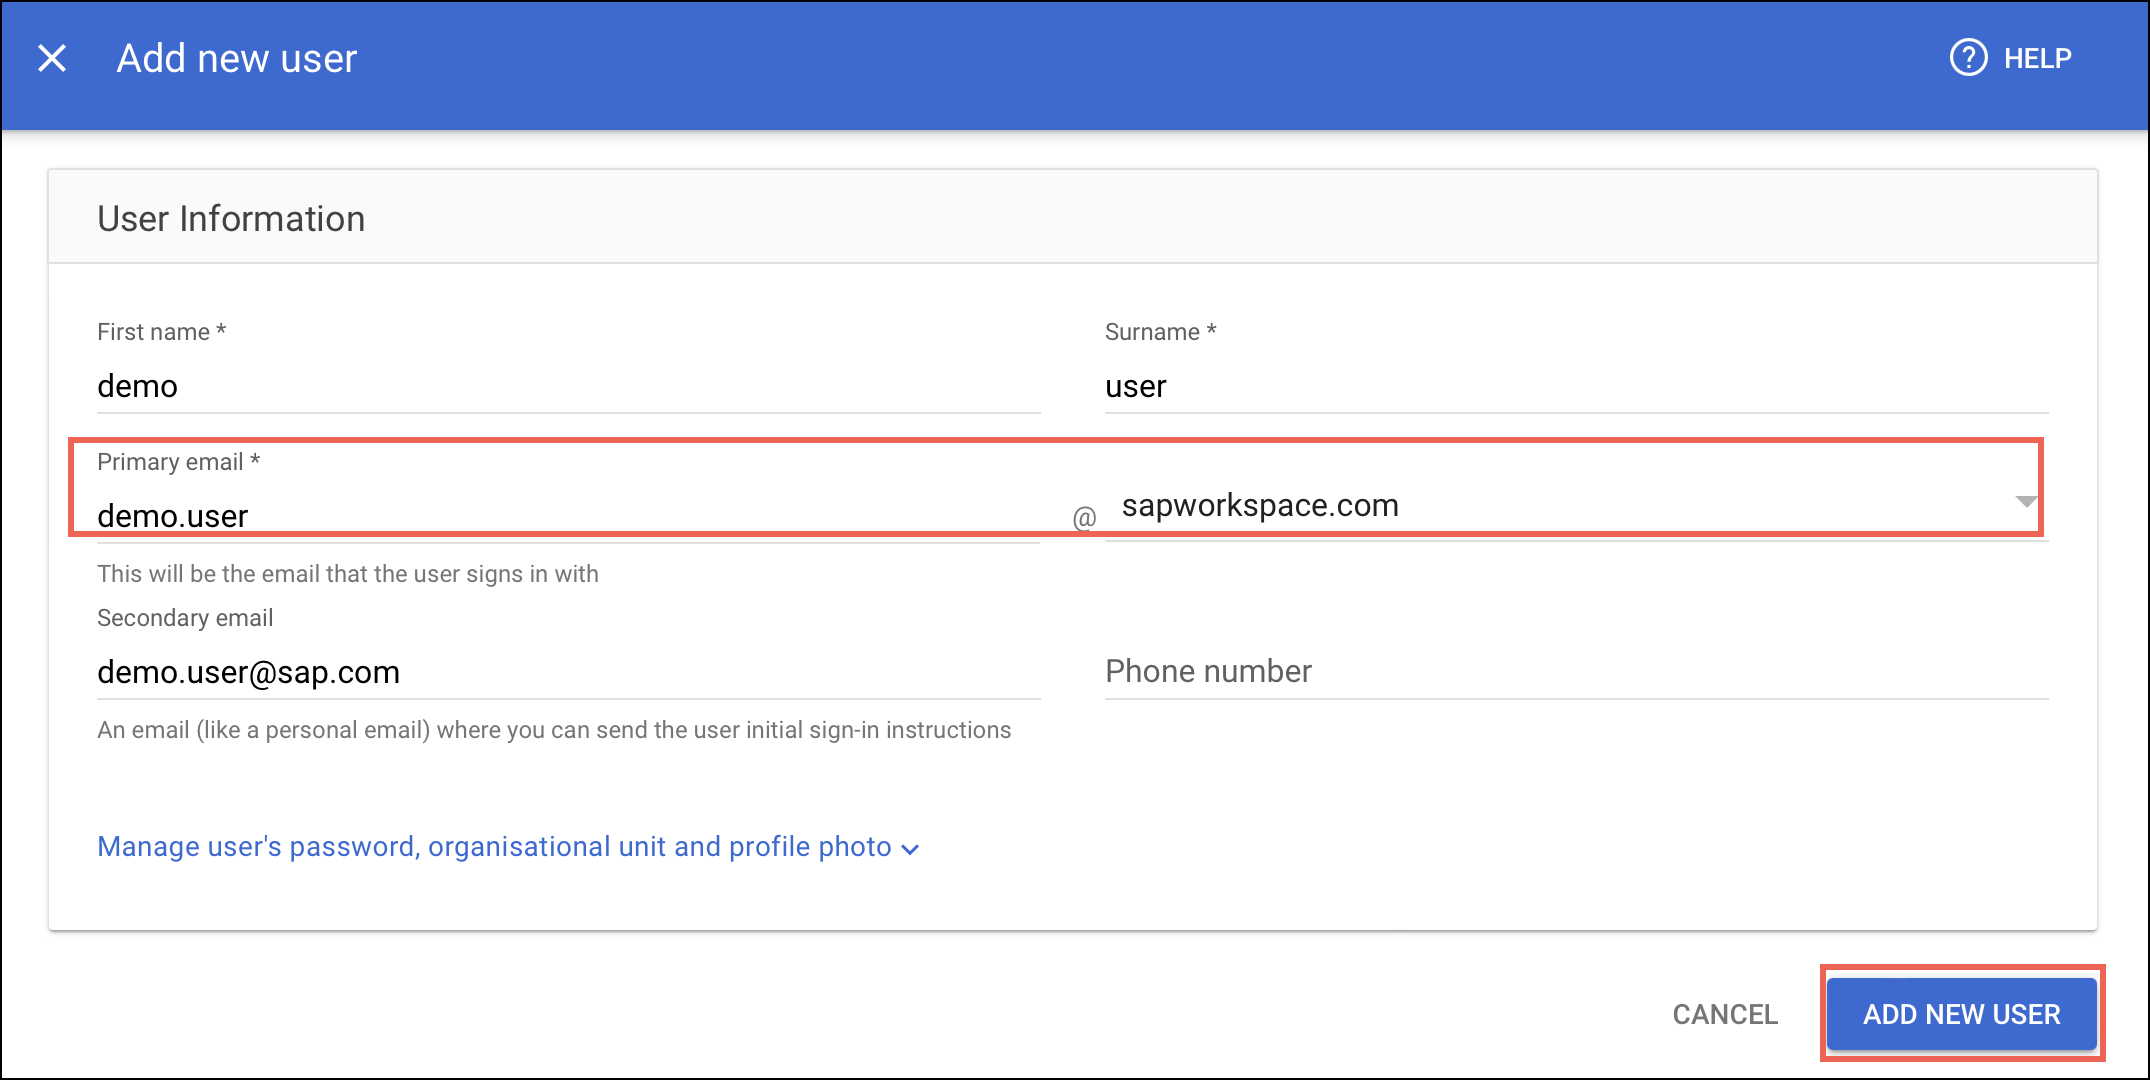 Add new user
HELP
User Information
First name *
Surname *
demo
user
Primary email *
demo.user
@ sapworkspace.com
This will be the email that the user signs in with
Secondary email
demo.user@sap.com
Phone number
An email (like a personal email) where you can send the user initial sign-in instructions
Manage user's password, organisational unit and profile photo
CANCEL
ADD NEW USER